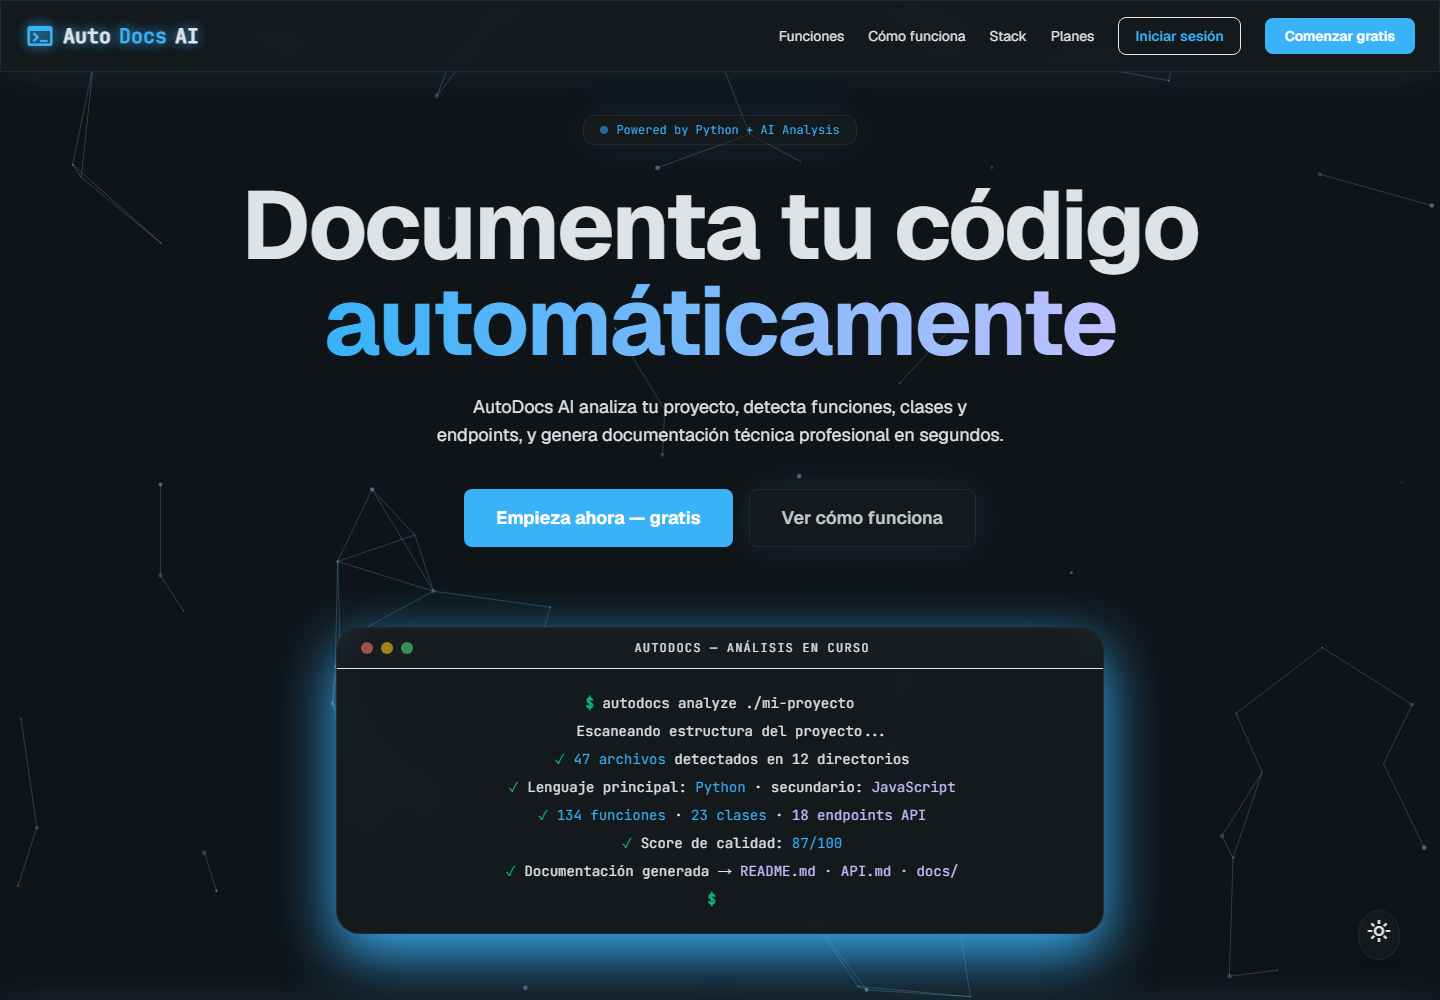 Auto Docs AI
Funciones
Cómo funciona
Stack
Planes
Iniciar sesión
Comenzar gratis
Powered by Python + AI Analysis
Documenta tu código
automáticamente
AutoDocs AI analiza tu proyecto, detecta funciones, clases y
endpoints, y genera documentación técnica profesional en segundos.
Empieza ahora — gratis
Ver cómo funciona
AUTODOCS — ANÁLISIS EN CURSO
$ autodocs analyze ./mi-proyecto
Escaneando estructura del proyecto...
✓ 47 archivos detectados en 12 directorios
✓ Lenguaje principal: Python · secundario: JavaScript
✓ 134 funciones · 23 clases · 18 endpoints API
✓ Score de calidad: 87/100
✓ Documentación generada → README.md · API.md · docs/
$